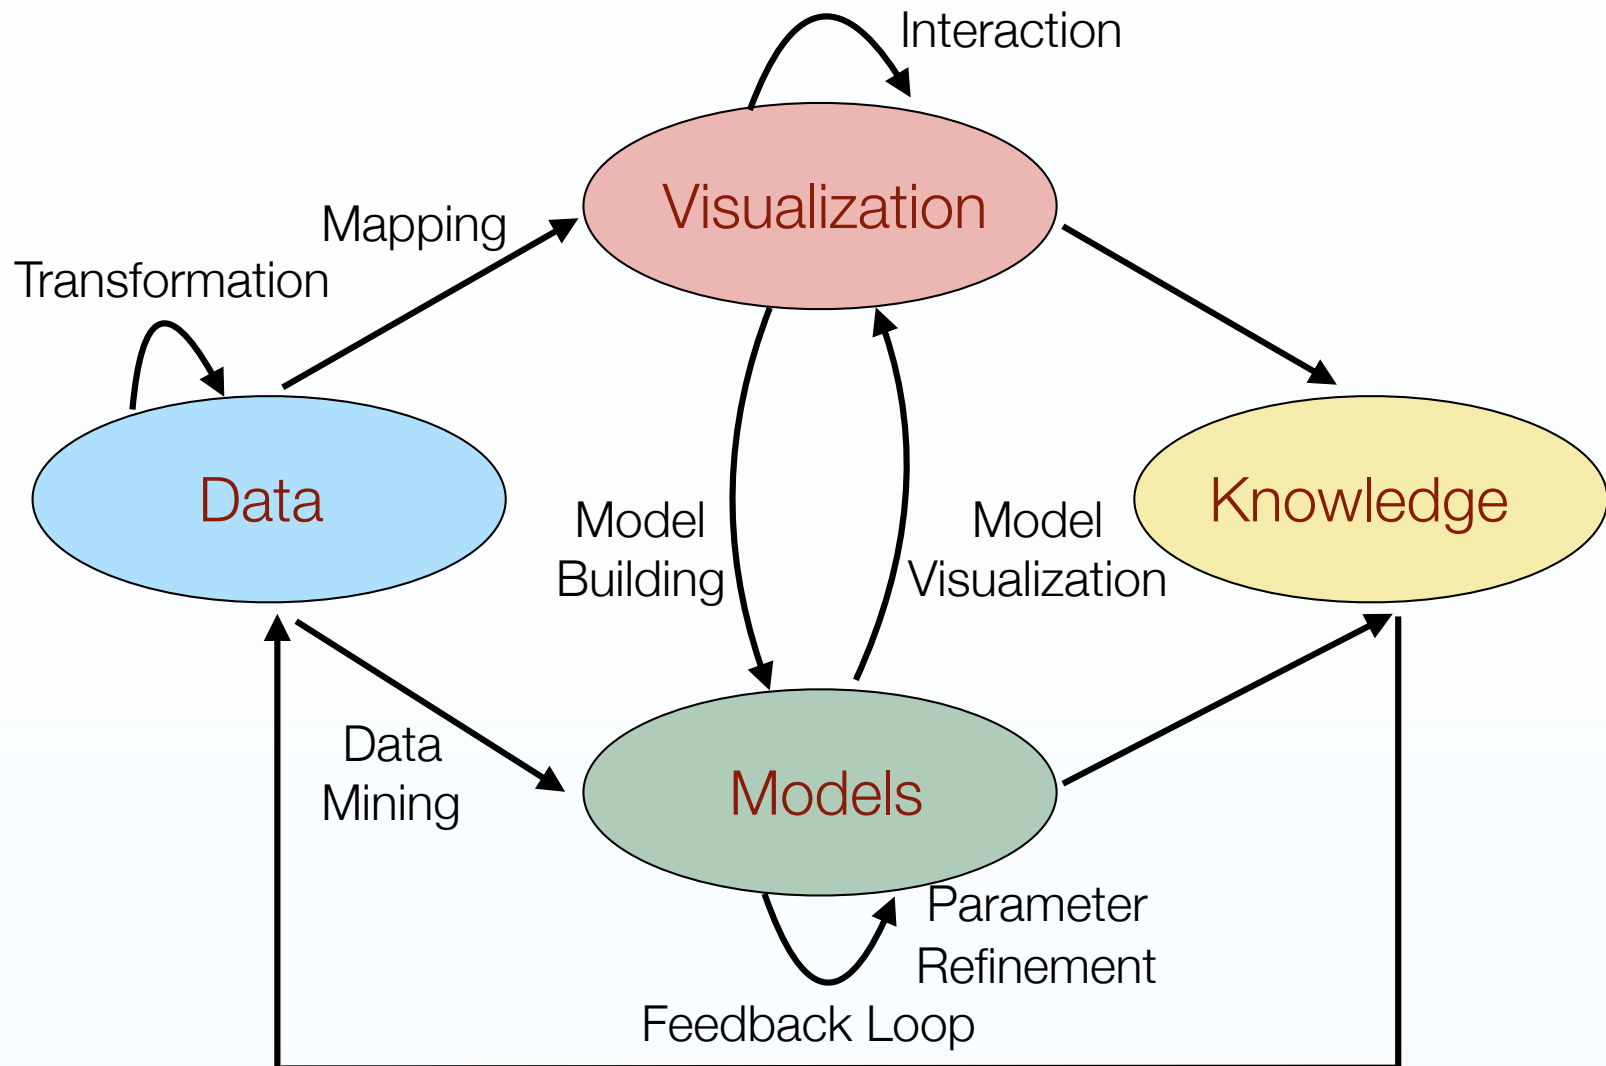 Interaction
Visualization
Mapping
Transformation
Data
Model
Building
Model
Visualization
Knowledge
Data
Mining
Models
Parameter
Refinement
Feedback Loop